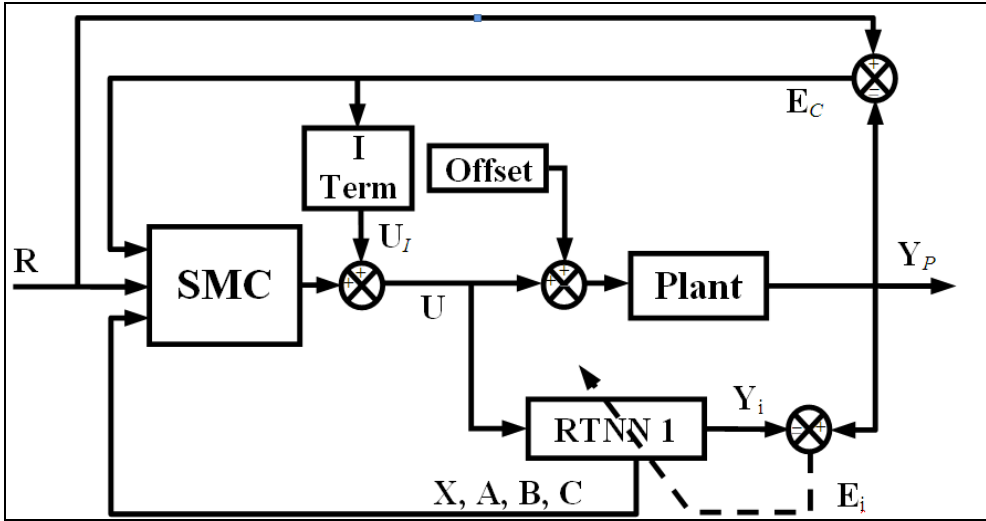 +
−
E_C
I
Term
Offset
R
SMC
U_I
+
+
+
+
Plant
Y_P
U
RTNN 1
Y_i
−
+
X, A, B, C
E_i